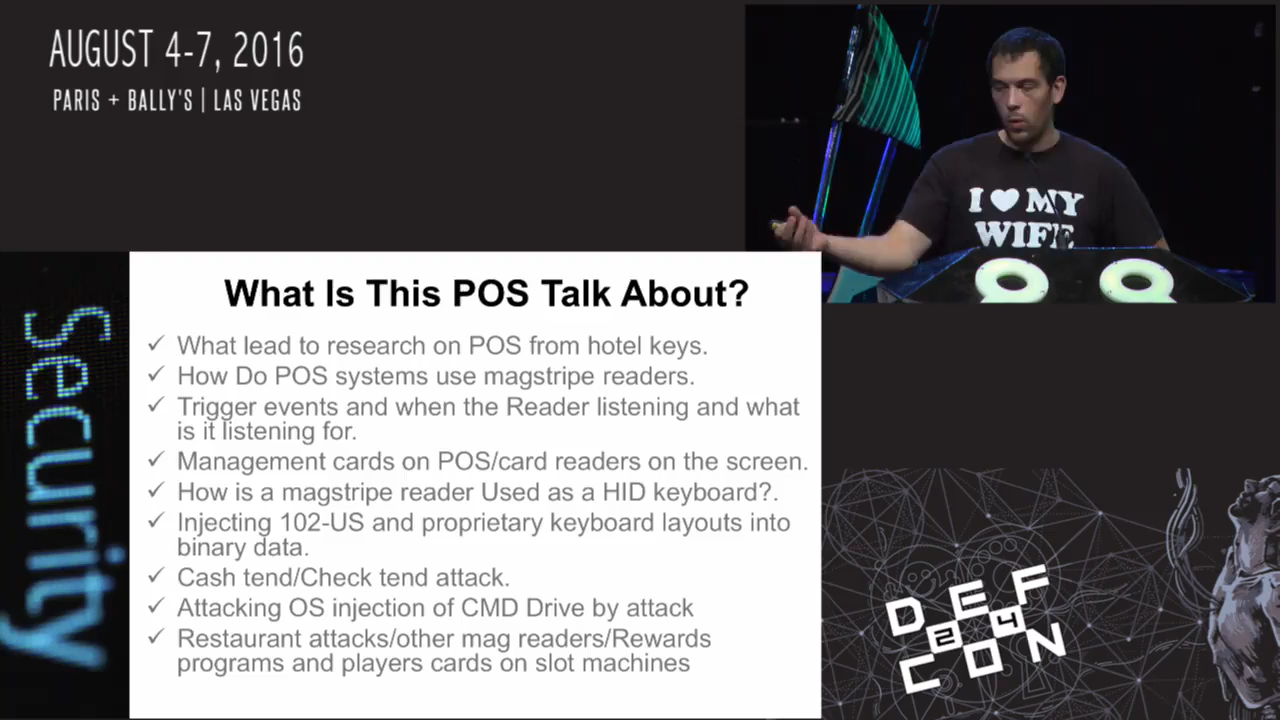 AUGUST 4-7, 2016
PARIS + BALLY'S | LAS VEGAS
I ♥ MY
WIFE
Security
What Is This POS Talk About?
✓ What lead to research on POS from hotel keys.
✓ How Do POS systems use magstripe readers.
✓ Trigger events and when the Reader listening and what
is it listening for.
✓ Management cards on POS/card readers on the screen.
✓ How is a magstripe reader Used as a HID keyboard?.
✓ Injecting 102-US and proprietary keyboard layouts into
binary data.
✓ Cash tend/Check tend attack.
✓ Attacking OS injection of CMD Drive by attack
✓ Restaurant attacks/other mag readers/Rewards
programs and players cards on slot machines
DEF
24
CON